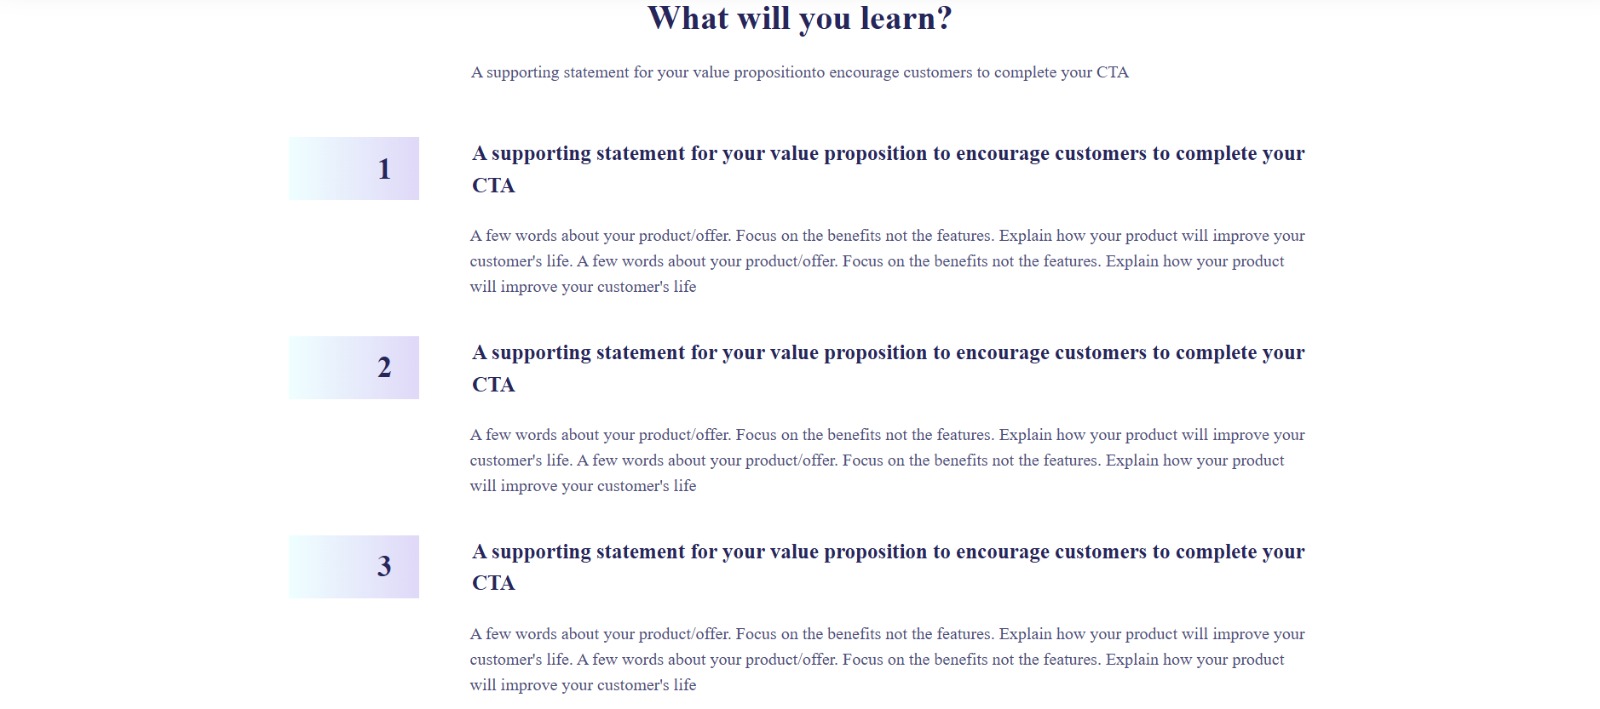 What will you learn?
A supporting statement for your value propositionto encourage customers to complete your CTA
1
A supporting statement for your value proposition to encourage customers to complete your
CTA
A few words about your product/offer. Focus on the benefits not the features. Explain how your product will improve your
customer's life. A few words about your product/offer. Focus on the benefits not the features. Explain how your product
will improve your customer's life
2
A supporting statement for your value proposition to encourage customers to complete your
CTA
A few words about your product/offer. Focus on the benefits not the features. Explain how your product will improve your
customer's life. A few words about your product/offer. Focus on the benefits not the features. Explain how your product
will improve your customer's life
3
A supporting statement for your value proposition to encourage customers to complete your
CTA
A few words about your product/offer. Focus on the benefits not the features. Explain how your product will improve your
customer's life. A few words about your product/offer. Focus on the benefits not the features. Explain how your product
will improve your customer's life